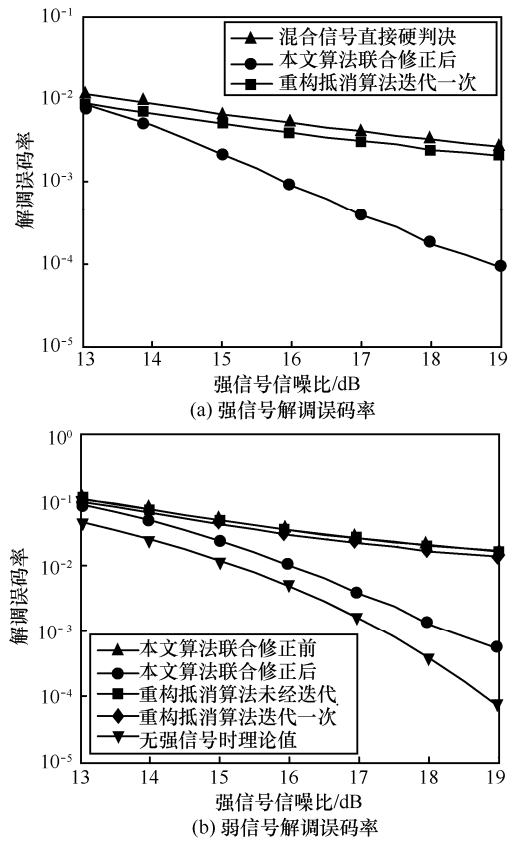 10^-1
混合信号直接硬判决
本文算法联合修正后
重构抵消算法迭代一次
10^-2
10^-3
10^-4
10^-5
解调误码率
13 14 15 16 17 18 19
强信号信噪比/dB
(a) 强信号解调误码率
10^0
10^-1
10^-2
10^-3
10^-4
10^-5
解调误码率
本文算法联合修正前
本文算法联合修正后
重构抵消算法未经迭代
重构抵消算法迭代一次
无强信号时理论值
13 14 15 16 17 18 19
强信号信噪比/dB
(b) 弱信号解调误码率